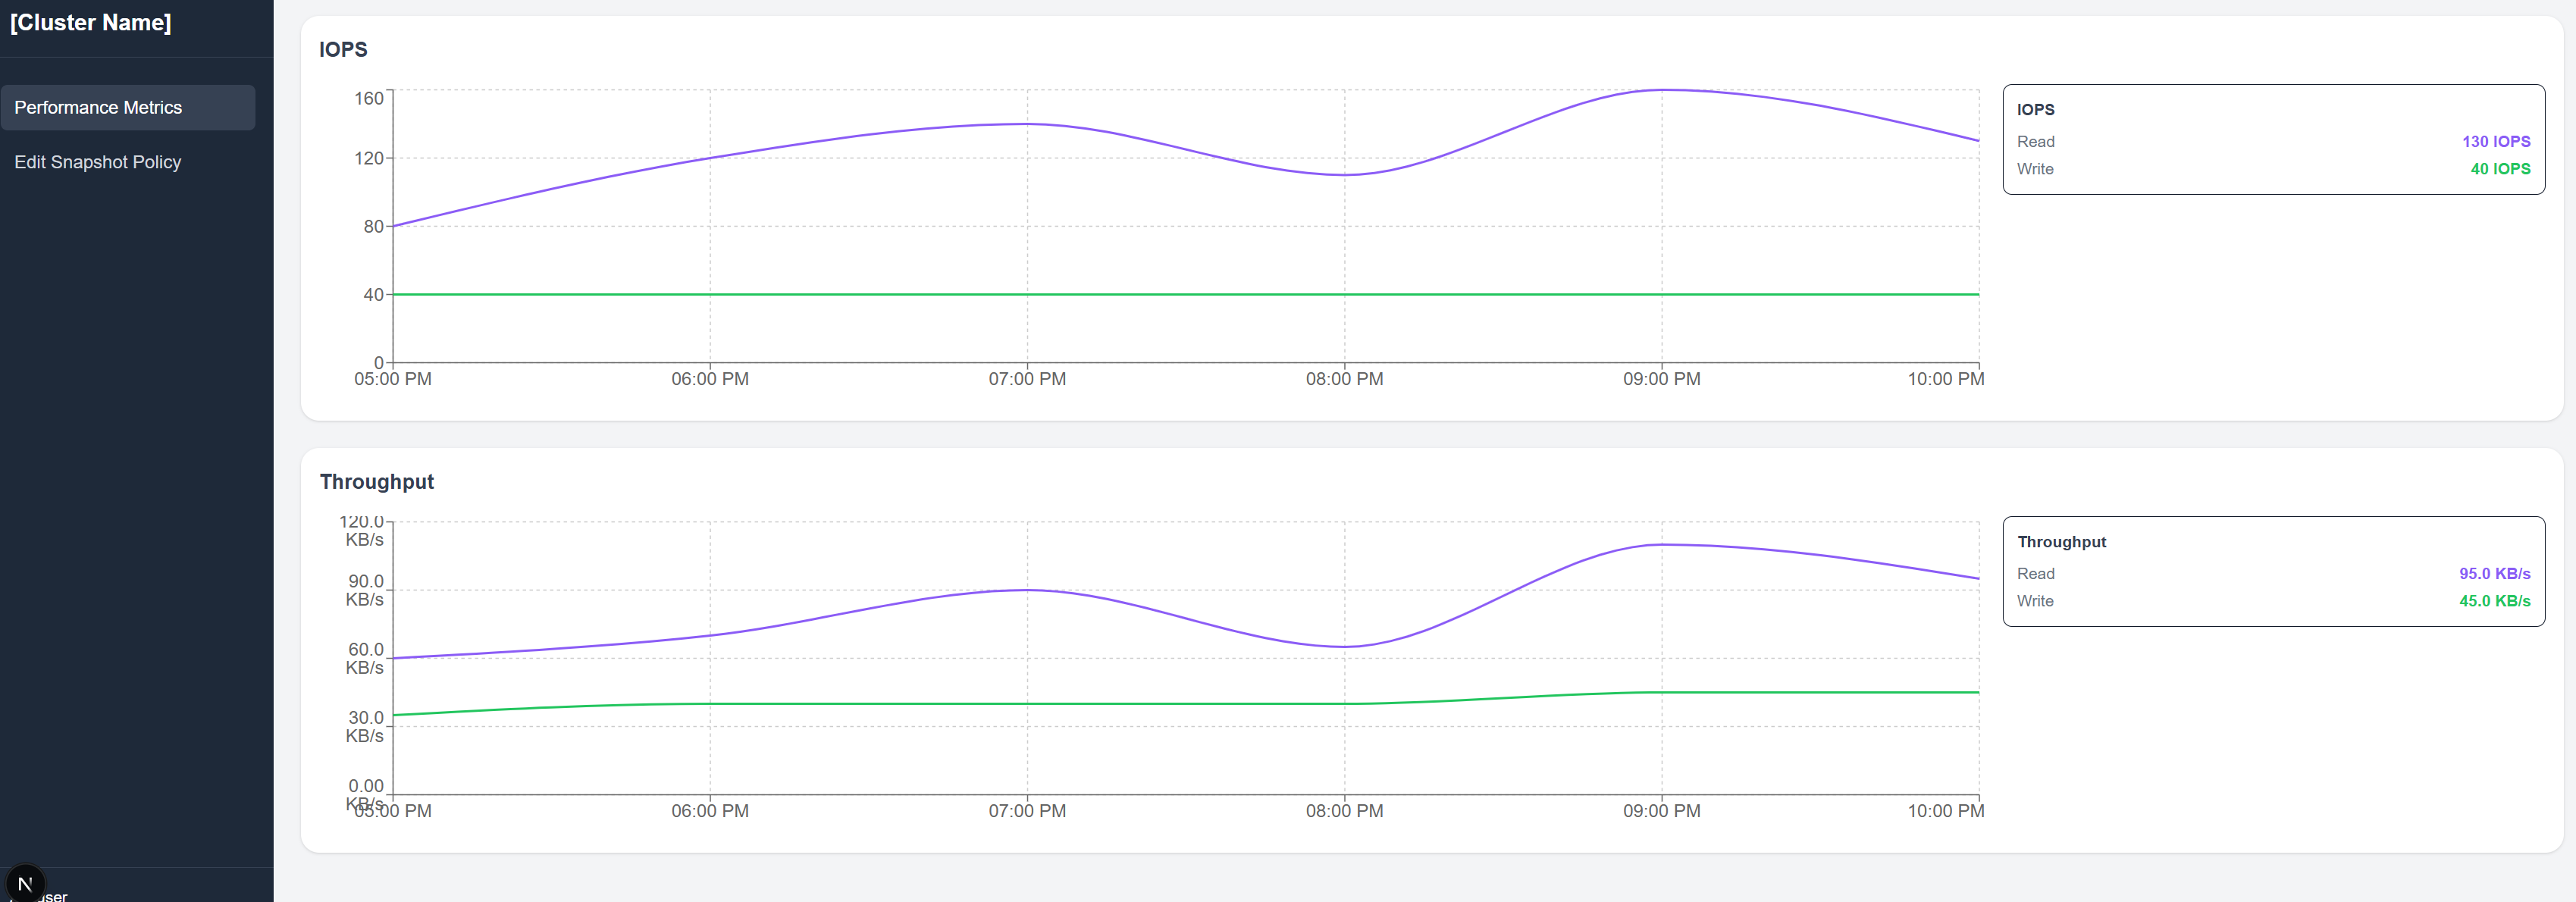 [Cluster Name]
Performance Metrics
Edit Snapshot Policy
N
IOPS
160
120
80
40
0
05:00 PM
06:00 PM
07:00 PM
08:00 PM
09:00 PM
10:00 PM
IOPS
Read 130 IOPS
Write 40 IOPS
Throughput
120.0
KB/s
90.0
KB/s
60.0
KB/s
30.0
KB/s
0.00
KB/s
05:00 PM
06:00 PM
07:00 PM
08:00 PM
09:00 PM
10:00 PM
Throughput
Read 95.0 KB/s
Write 45.0 KB/s